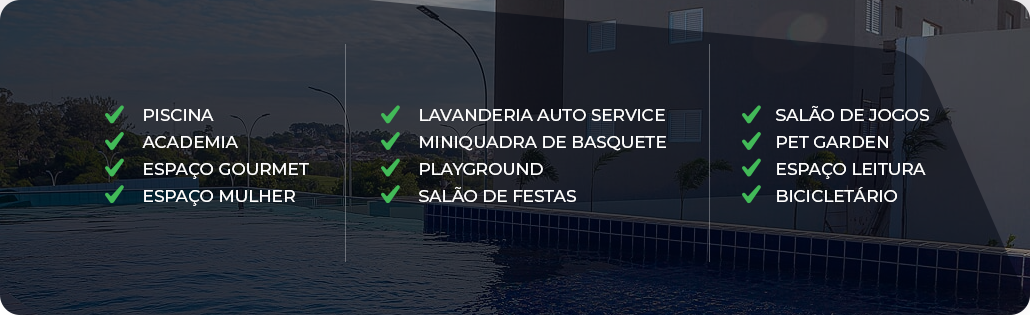 PISCINA
ACADEMIA
ESPAÇO GOURMET
ESPAÇO MULHER
LAVANDERIA AUTO SERVICE
MINIQUADRA DE BASQUETE
PLAYGROUND
SALÃO DE FESTAS
SALÃO DE JOGOS
PET GARDEN
ESPAÇO LEITURA
BICICLETÁRIO